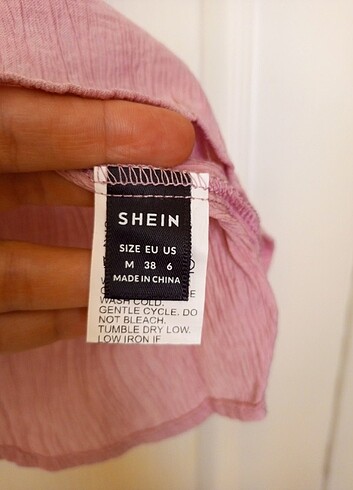 SHEIN
SIZE EU US
M 38 6
MADE IN CHINA
WASH COLD.
GENTLE CYCLE. DO
NOT BLEACH.
TUMBLE DRY LOW.
LOW IRON IF